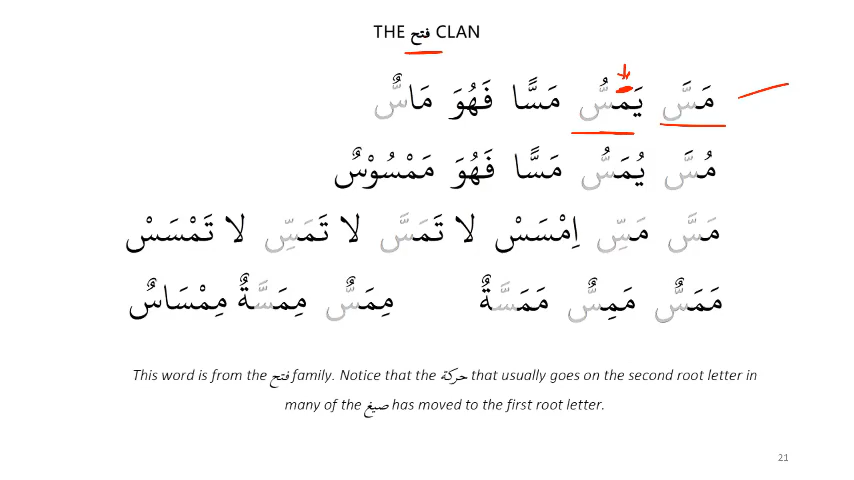 THE فتح CLAN
مَسَّ يَمَسُّ مَسًّا فَهُوَ مَاسٌّ
مُسَّ يُمَسُّ مَسًّا فَهُوَ مَمْسُوْسٌ
مَسَّ مَسِّ اِمْسَسْ لا تَمَسَّ لا تَمَسِّ لا تَمْسَسْ
مَمَسٌّ مَمِسٌّ مَمَسَّةٌ مِمَسٌّ مِمَسَّةٌ مِمْسَاسٌ
This word is from the فتح family. Notice that the حركة that usually goes on the second root letter in
many of the صيغ has moved to the first root letter.
21